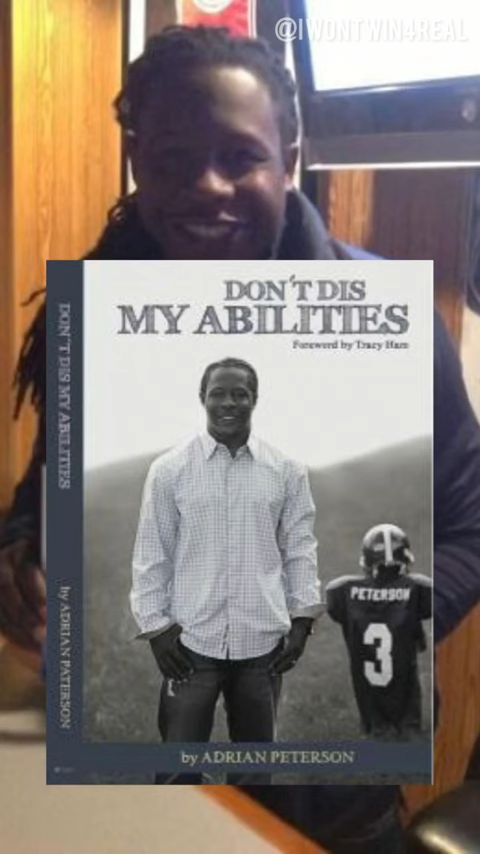 @IWONTWIN4REAL
DON'T DIS
MY ABILITIES
Foreword by Tracy Ham
DON'T DIS MY ABILITIES
by ADRIAN PATERSON
PETERSON
3
by ADRIAN PETERSON